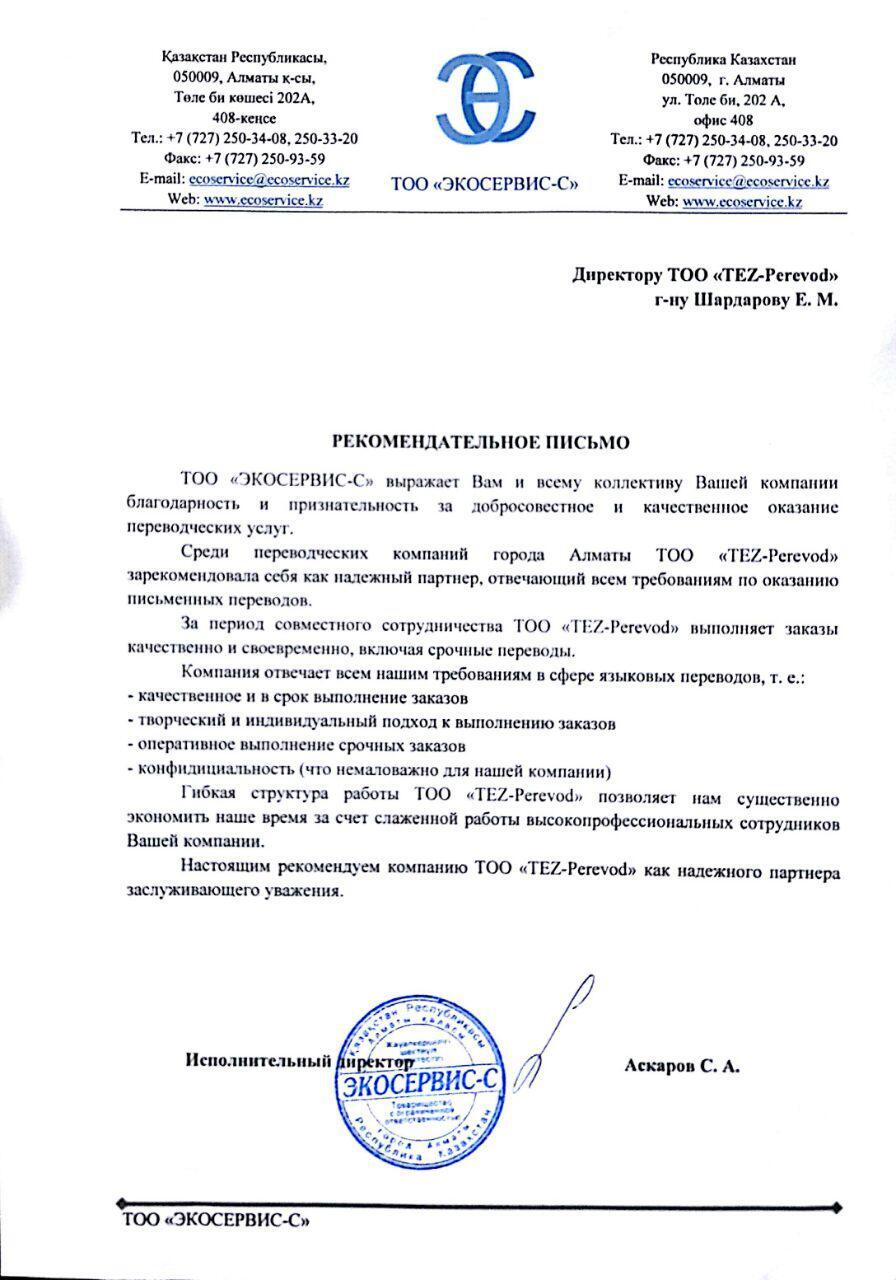 Қазақстан Республикасы,
050009, Алматы қ-сы,
Төле би көшесі 202А,
408-кеңсе
Тел.: +7 (727) 250-34-08, 250-33-20
Факс: +7 (727) 250-93-59
E-mail: ecoservice@ecoservice.kz
Web: www.ecoservice.kz
ТОО «ЭКОСЕРВИС-С»
Республика Казахстан
050009, г. Алматы
ул. Толе би, 202 А,
офис 408
Тел.: +7 (727) 250-34-08, 250-33-20
Факс: +7 (727) 250-93-59
E-mail: ecoservice@ecoservice.kz
Web: www.ecoservice.kz
Директору ТОО «TEZ-Perevod»
г-ну Шардарову Е. М.
РЕКОМЕНДАТЕЛЬНОЕ ПИСЬМО
ТОО «ЭКОСЕРВИС-С» выражает Вам и всему коллективу Вашей компании
благодарность и признательность за добросовестное и качественное оказание
переводческих услуг.
Среди переводческих компаний города Алматы ТОО «TEZ-Perevod»
зарекомендовала себя как надежный партнер, отвечающий всем требованиям по оказанию
письменных переводов.
За период совместного сотрудничества ТОО «TEZ-Perevod» выполняет заказы
качественно и своевременно, включая срочные переводы.
Компания отвечает всем нашим требованиям в сфере языковых переводов, т. е.:
- качественное и в срок выполнение заказов
- творческий и индивидуальный подход к выполнению заказов
- оперативное выполнение срочных заказов
- конфидициальность (что немаловажно для нашей компании)
Гибкая структура работы ТОО «TEZ-Perevod» позволяет нам существенно
экономить наше время за счет слаженной работы высокопрофессиональных сотрудников
Вашей компании.
Настоящим рекомендуем компанию ТОО «TEZ-Perevod» как надежного партнера
заслуживающего уважения.
Исполнительный директор
Аскаров С. А.
Қазақстан Республикасы
Алматы қаласы
ЭКОСЕРВИС-С
Товарищество
с ограниченной
ответственностью
город Алматы
Республика Казахстан
ТОО «ЭКОСЕРВИС-С»